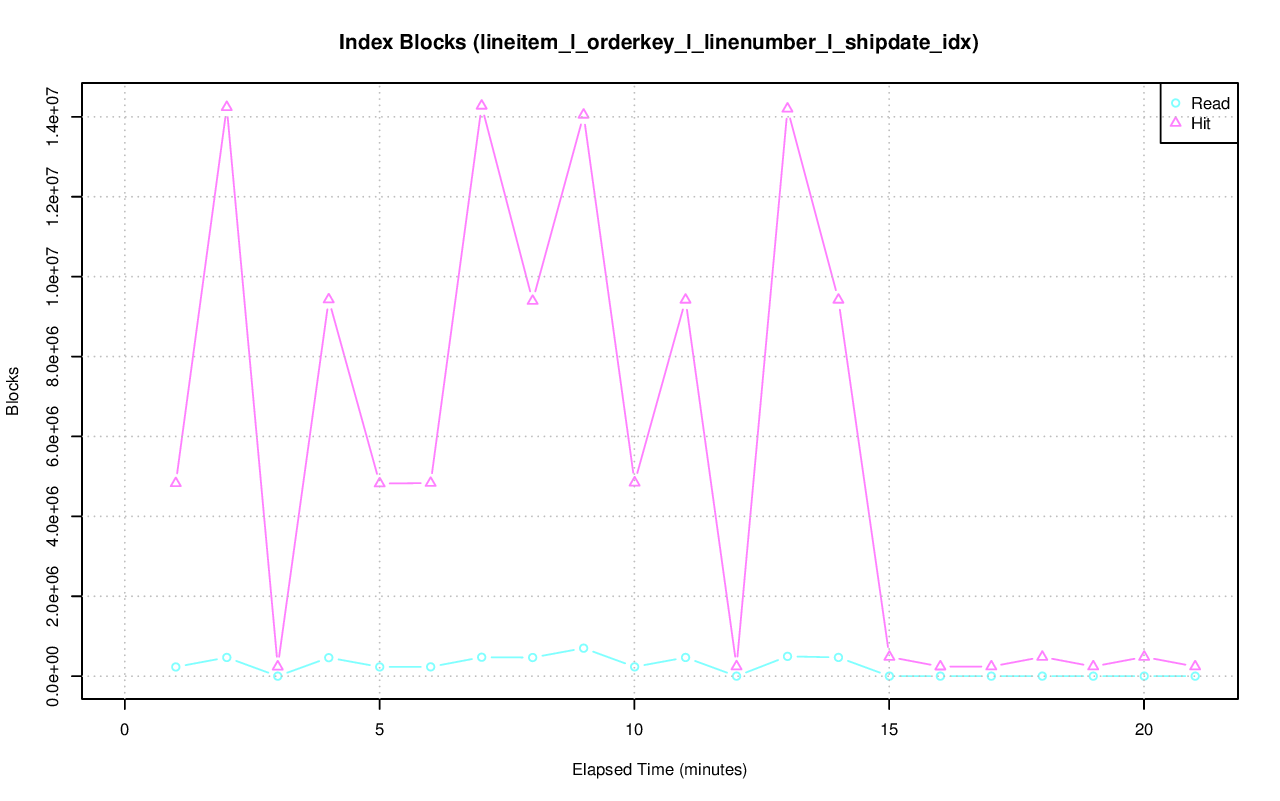 Index Blocks (lineitem_l_orderkey_l_linenumber_l_shipdate_idx)
Read
Hit
1.4e+07
1.2e+07
1.0e+07
8.0e+06
6.0e+06
4.0e+06
2.0e+06
0.0e+00
Blocks
0 5 10 15 20
Elapsed Time (minutes)